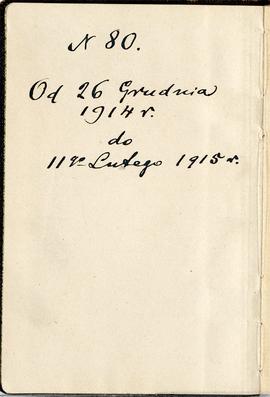 N 80.
Od 26 Grudnia
1914 r.
do
11go Lutego 1915 r.